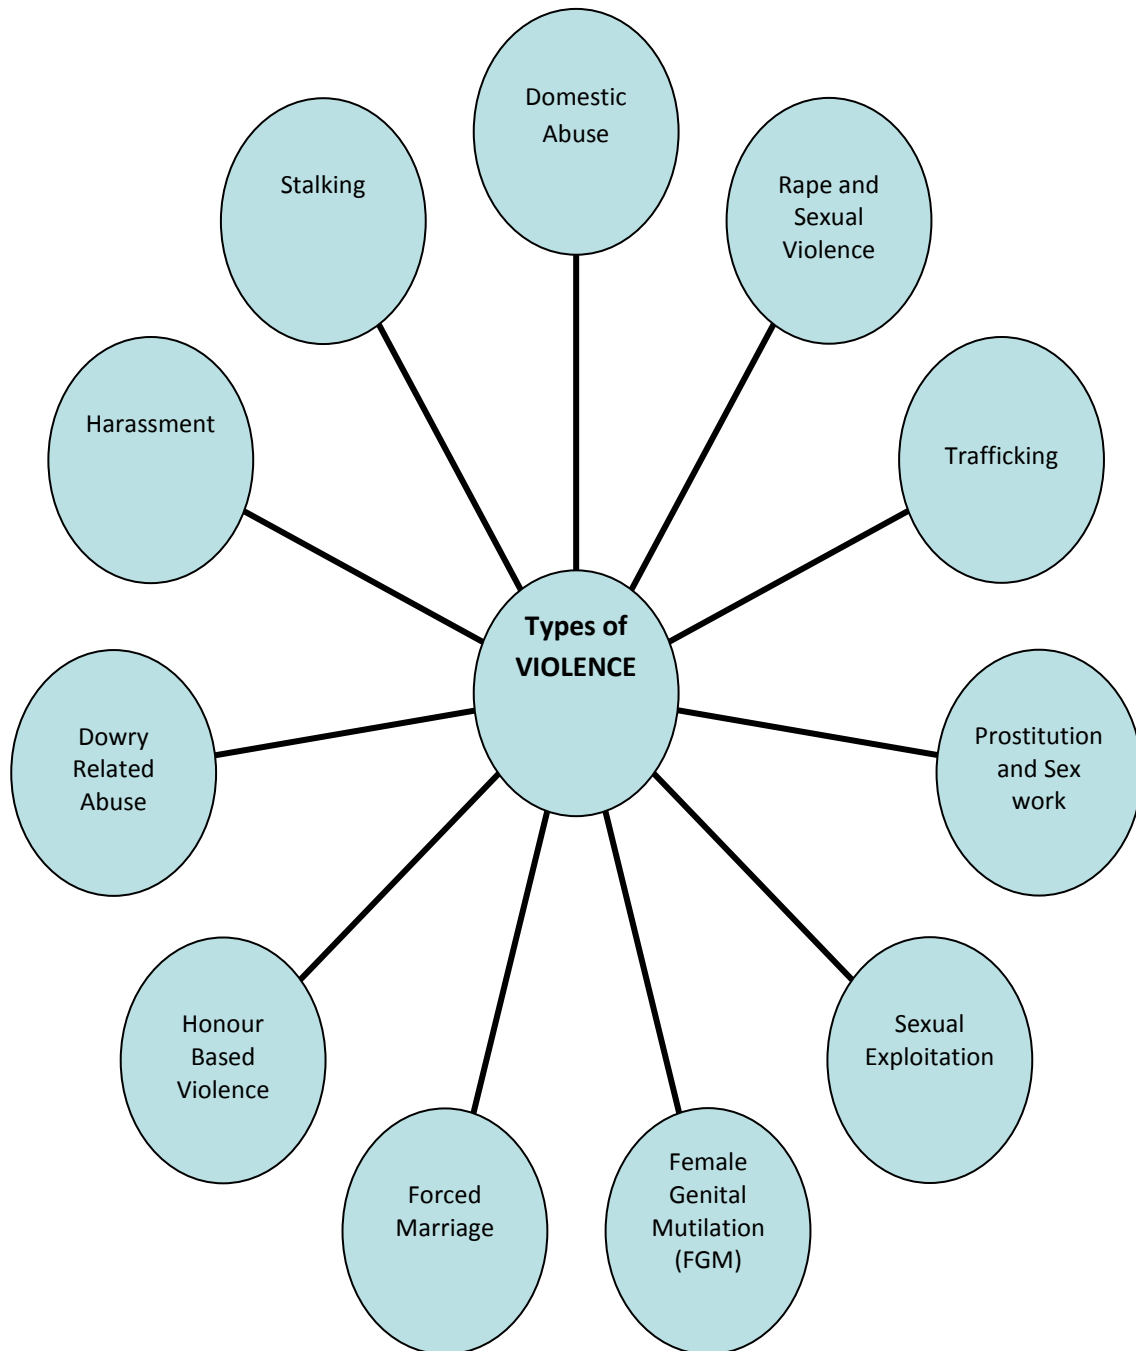 Domestic
Abuse
Rape and
Sexual
Violence
Trafficking
Prostitution
and Sex
work
Sexual
Exploitation
Female
Genital
Mutilation
(FGM)
Forced
Marriage
Honour
Based
Violence
Dowry
Related
Abuse
Harassment
Stalking
Types of
VIOLENCE